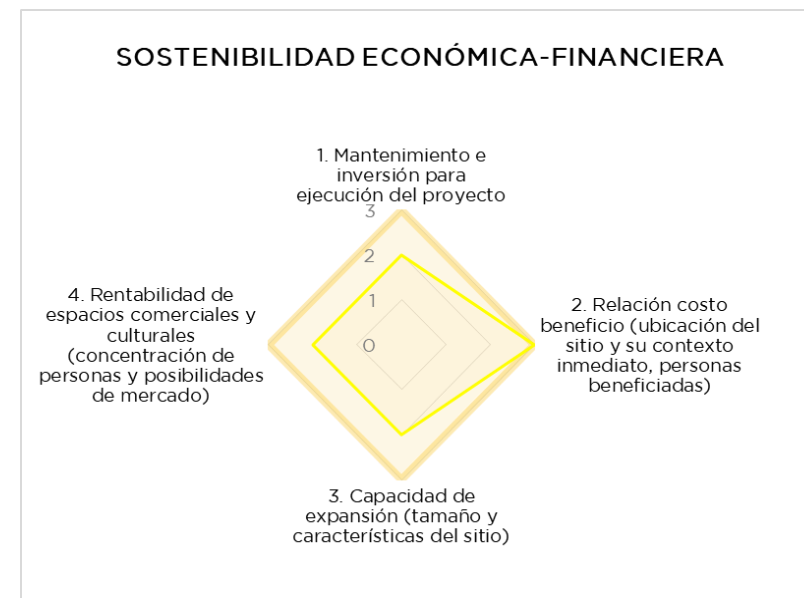 SOSTENIBILIDAD ECONÓMICA-FINANCIERA
1. Mantenimiento e
inversión para
ejecución del proyecto
3
2
1
0
2. Relación costo
beneficio (ubicación del
sitio y su contexto
inmediato, personas
beneficiadas)
3. Capacidad de
expansión (tamaño y
características del sitio)
4. Rentabilidad de
espacios comerciales y
culturales
(concentración de
personas y posibilidades
de mercado)